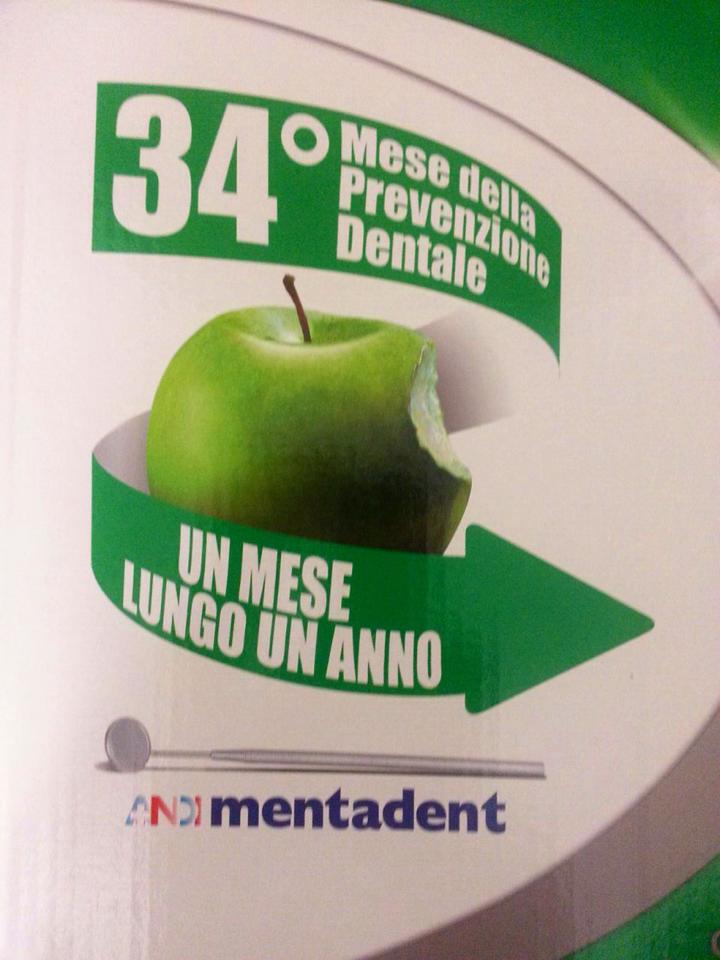 34° Mese della
Prevenzione
Dentale
UN MESE
LUNGO UN ANNO
ANDI mentadent